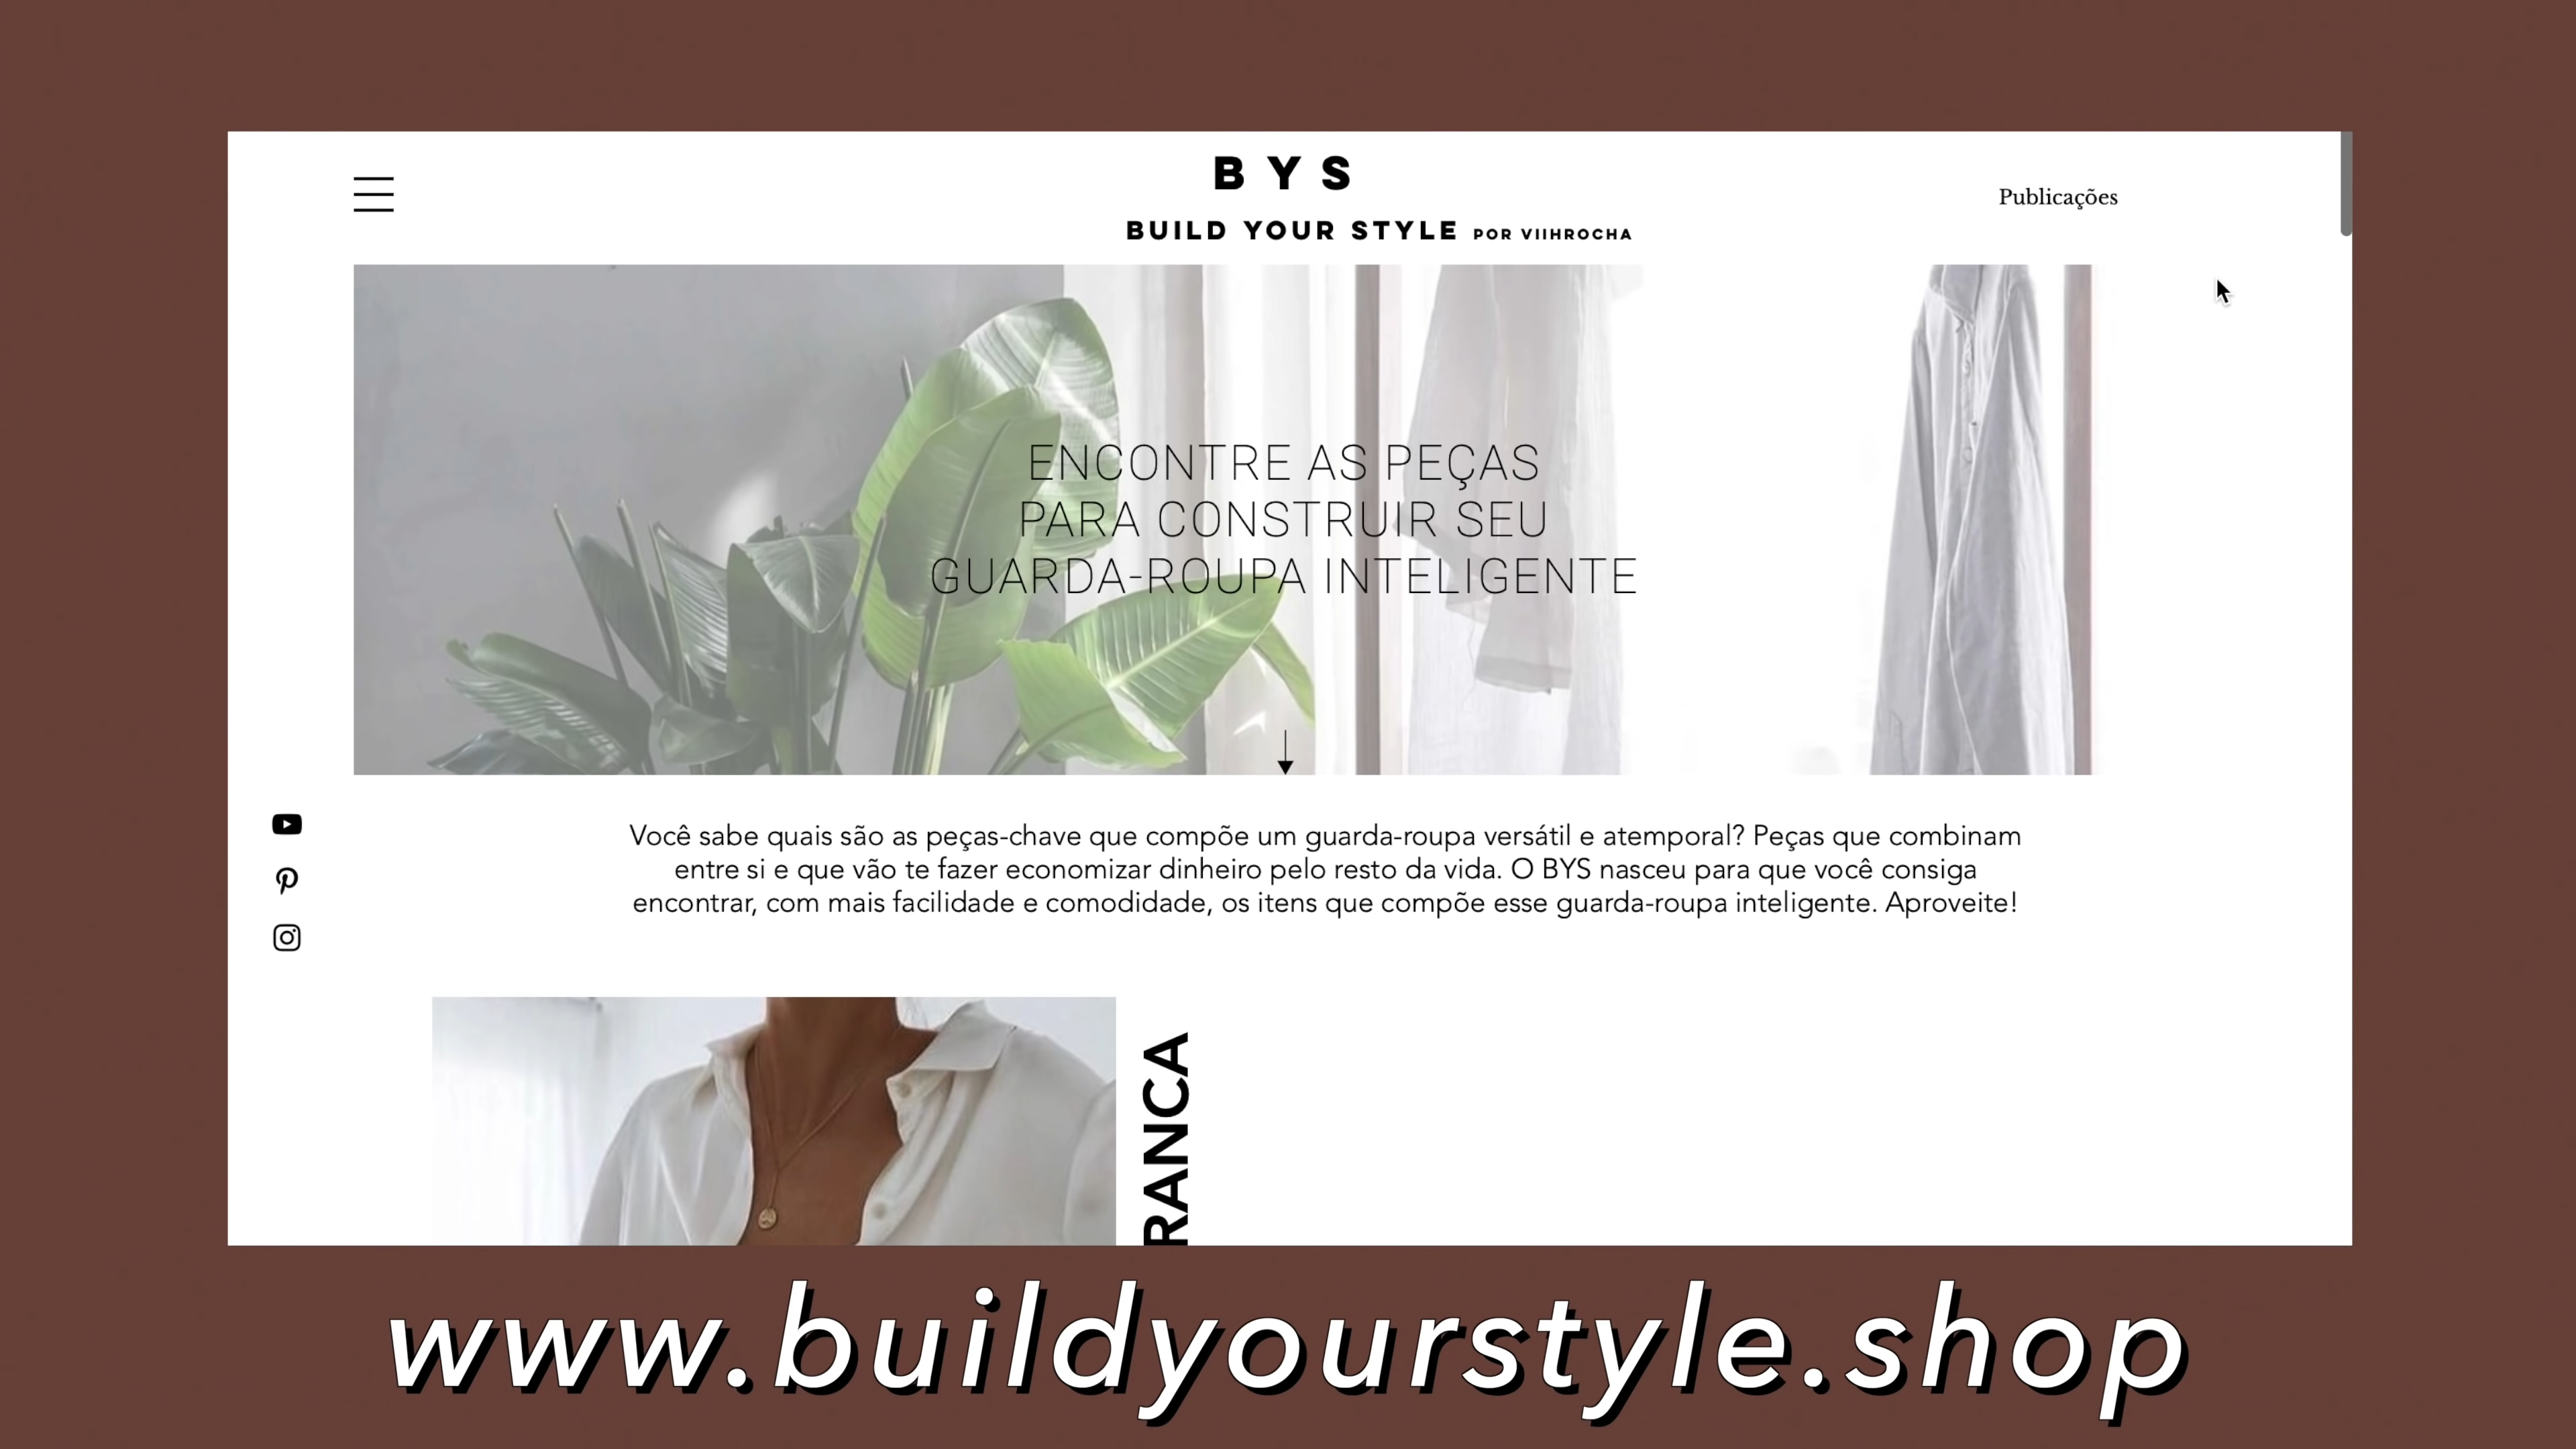 BYS
BUILD YOUR STYLE POR VIIHROCHA
Publicações
ENCONTRE AS PEÇAS
PARA CONSTRUIR SEU
GUARDA-ROUPA INTELIGENTE
Você sabe quais são as peças-chave que compõe um guarda-roupa versátil e atemporal? Peças que combinam
entre si e que vão te fazer economizar dinheiro pelo resto da vida. O BYS nasceu para que você consiga
encontrar, com mais facilidade e comodidade, os itens que compõe esse guarda-roupa inteligente. Aproveite!
RANCA
www.buildyourstyle.shop